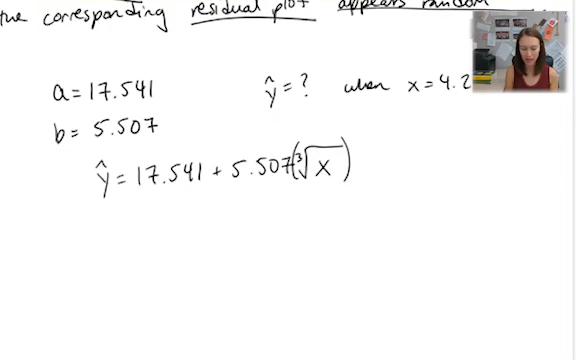 the corresponding residual plot appears random
a = 17.541
ŷ = ? when x = 4.2
b = 5.507
ŷ = 17.541 + 5.507(∛x)